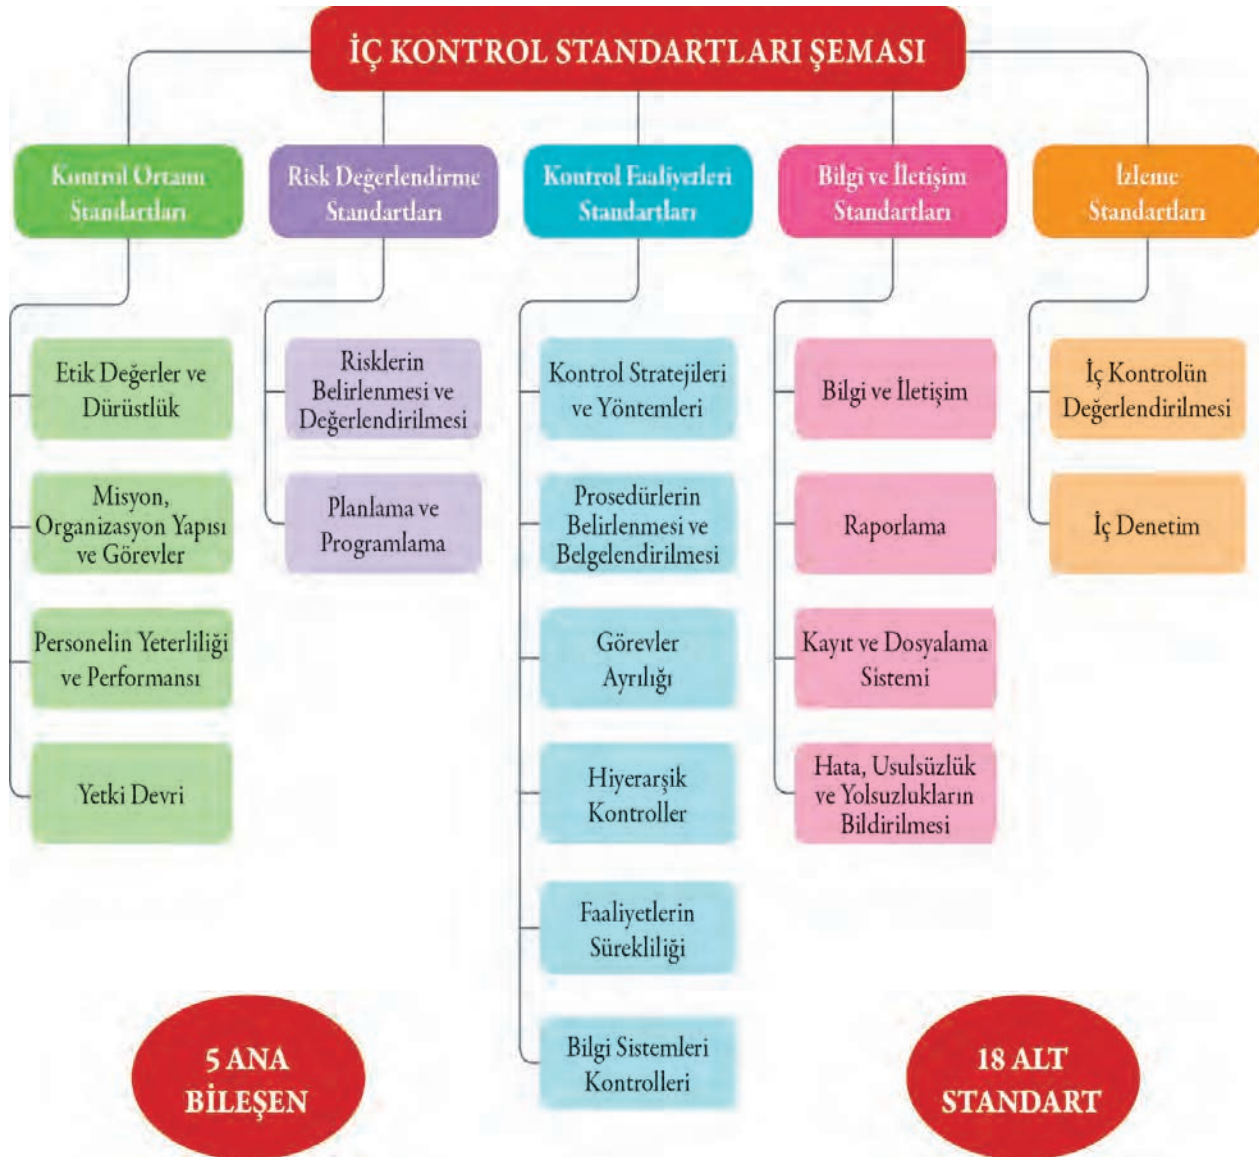 İÇ KONTROL STANDARTLARI ŞEMASI
Kontrol Ortamı
Standartları
Risk Değerlendirme
Standartları
Kontrol Faaliyetleri
Standartları
Bilgi ve İletişim
Standartları
İzleme
Standartları
Etik Değerler ve
Dürüstlük
Misyon,
Organizasyon Yapısı
ve Görevler
Personelin Yeterliliği
ve Performansı
Yetki Devri
Risklerin
Belirlenmesi ve
Değerlendirilmesi
Planlama ve
Programlama
Kontrol Stratejileri
ve Yöntemleri
Prosedürlerin
Belirlenmesi ve
Belgelendirilmesi
Görevler
Ayrılığı
Hiyerarşik
Kontroller
Faaliyetlerin
Sürekliliği
Bilgi Sistemleri
Kontrolleri
Bilgi ve İletişim
Raporlama
Kayıt ve Dosyalama
Sistemi
Hata, Usulsüzlük
ve Yolsuzlukların
Bildirilmesi
İç Kontrolün
Değerlendirilmesi
İç Denetim
5 ANA
BİLEŞEN
18 ALT
STANDART